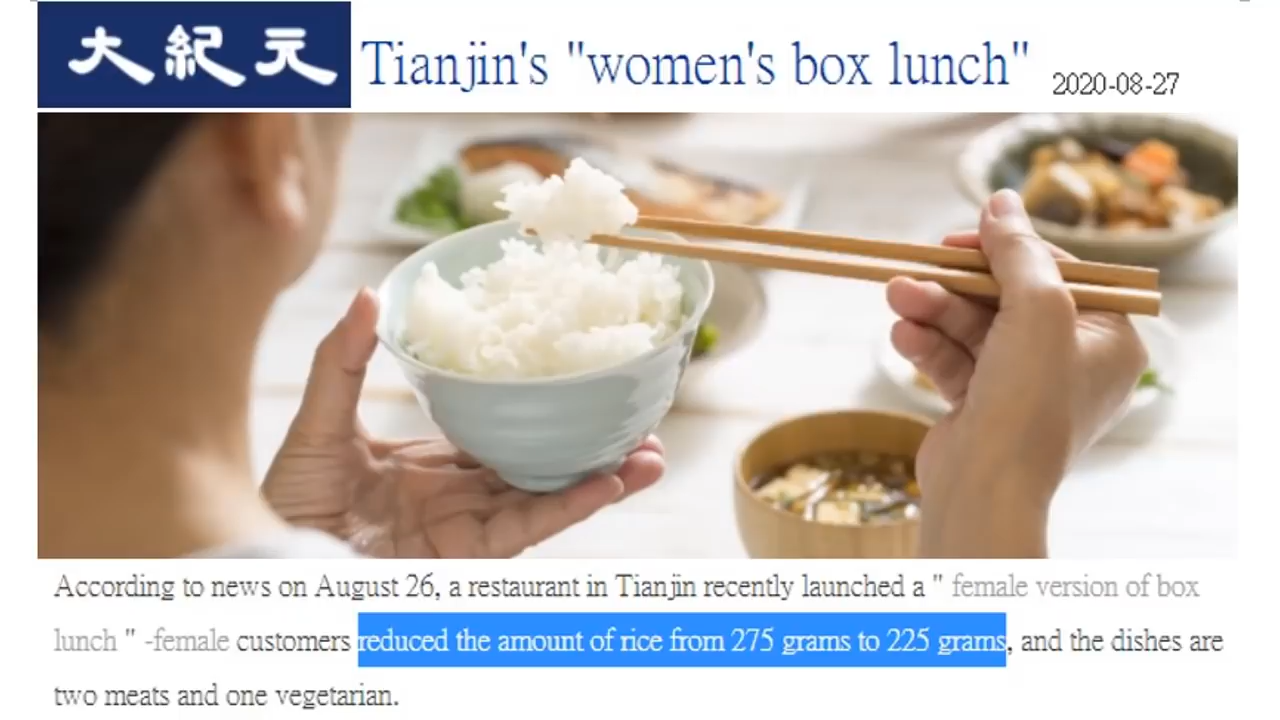 大紀元 Tianjin's "women's box lunch" 2020-08-27
According to news on August 26, a restaurant in Tianjin recently launched a " female version of box
lunch " -female customers reduced the amount of rice from 275 grams to 225 grams, and the dishes are
two meats and one vegetarian.